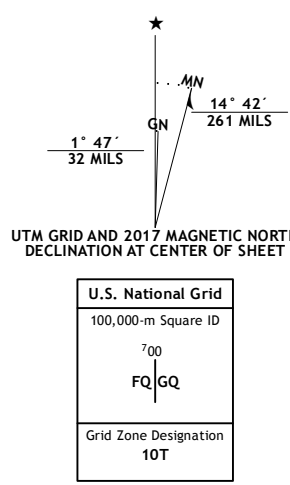 ★
MN
GN
14° 42´
261 MILS
1° 47´
32 MILS
UTM GRID AND 2017 MAGNETIC NORT
DECLINATION AT CENTER OF SHEET
U.S. National Grid
100,000-m Square ID
⁷00
FQ GQ
Grid Zone Designation
10T